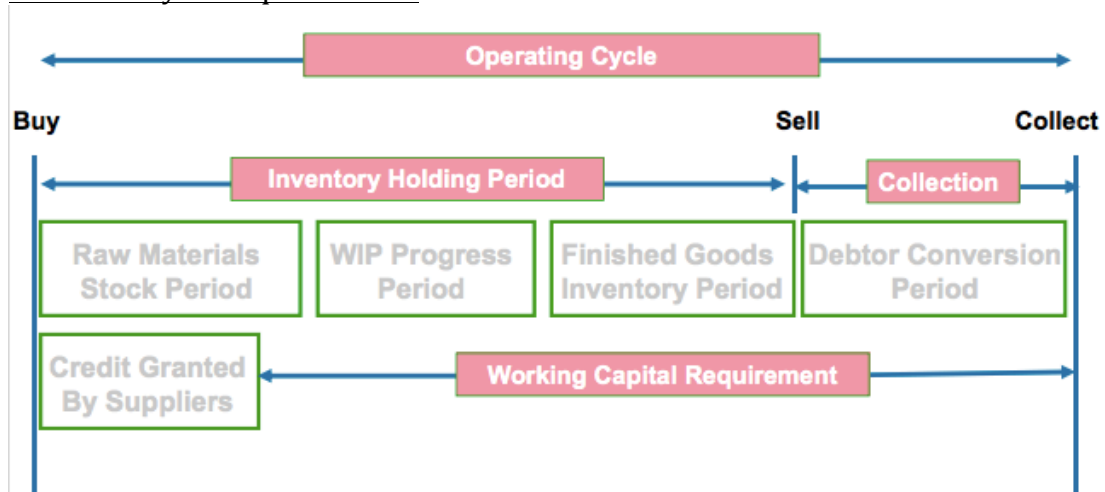 Operating Cycle
Buy
Sell
Collect
Inventory Holding Period
Collection
Raw Materials
Stock Period
WIP Progress
Period
Finished Goods
Inventory Period
Debtor Conversion
Period
Credit Granted
By Suppliers
Working Capital Requirement